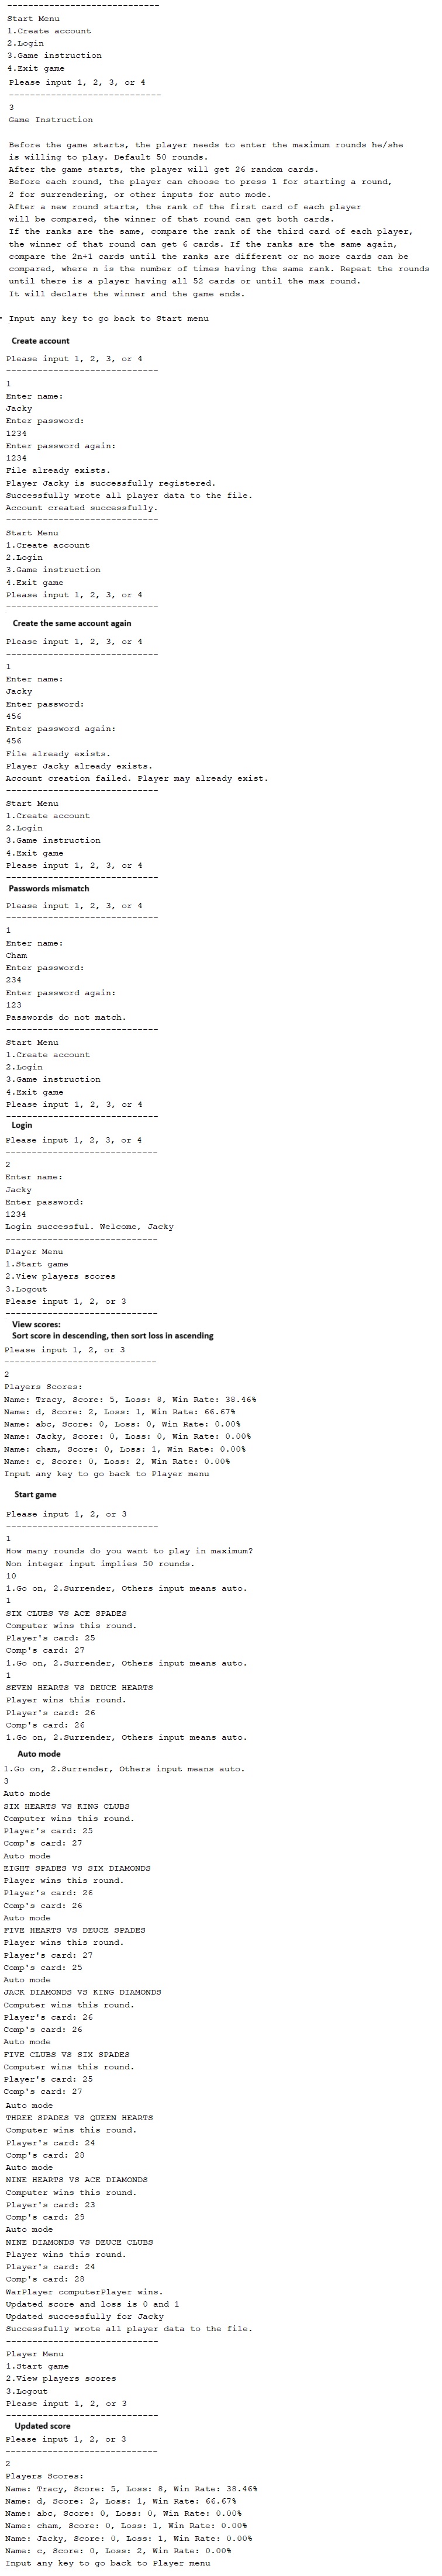 -----------------------------
Start Menu
1.Create account
2.Login
3.Game instruction
4.Exit game
Please input 1, 2, 3, or 4
-----------------------------
3
Game Instruction
Before the game starts, the player needs to enter the maximum rounds he/she
is willing to play. Default 50 rounds.
After the game starts, the player will get 26 random cards.
Before each round, the player can choose to press 1 for starting a round,
2 for surrendering, or other inputs for auto mode.
After a new round starts, the rank of the first card of each player
will be compared, the winner of that round can get both cards.
If the ranks are the same, compare the rank of the third card of each player,
the winner of that round can get 6 cards. If the ranks are the same again,
compare the 2n+1 cards until the ranks are different or no more cards can be
compared, where n is the number of times having the same rank. Repeat the rounds
until there is a player having all 52 cards or until the max round.
It will declare the winner and the game ends.
Input any key to go back to Start menu
Create account
Please input 1, 2, 3, or 4
-----------------------------
1
Enter name:
Jacky
Enter password:
1234
Enter password again:
1234
File already exists.
Player Jacky is successfully registered.
Successfully wrote all player data to the file.
Account created successfully.
-----------------------------
Start Menu
1.Create account
2.Login
3.Game instruction
4.Exit game
Please input 1, 2, 3, or 4
-----------------------------
Create the same account again
Please input 1, 2, 3, or 4
-----------------------------
1
Enter name:
Jacky
Enter password:
456
Enter password again:
456
File already exists.
Player Jacky already exists.
Account creation failed. Player may already exist.
-----------------------------
Start Menu
1.Create account
2.Login
3.Game instruction
4.Exit game
Please input 1, 2, 3, or 4
-----------------------------
Passwords mismatch
Please input 1, 2, 3, or 4
-----------------------------
1
Enter name:
Cham
Enter password:
234
Enter password again:
123
Passwords do not match.
-----------------------------
Start Menu
1.Create account
2.Login
3.Game instruction
4.Exit game
Please input 1, 2, 3, or 4
-----------------------------
Login
Please input 1, 2, 3, or 4
-----------------------------
2
Enter name:
Jacky
Enter password:
1234
Login successful. Welcome, Jacky
-----------------------------
Player Menu
1.Start game
2.View players scores
3.Logout
Please input 1, 2, or 3
-----------------------------
View scores:
Sort score in descending, then sort loss in ascending
Please input 1, 2, or 3
-----------------------------
2
Players Scores:
Name: Tracy, Score: 5, Loss: 8, Win Rate: 38.46%
Name: d, Score: 2, Loss: 1, Win Rate: 66.67%
Name: abc, Score: 0, Loss: 0, Win Rate: 0.00%
Name: Jacky, Score: 0, Loss: 0, Win Rate: 0.00%
Name: cham, Score: 0, Loss: 1, Win Rate: 0.00%
Name: c, Score: 0, Loss: 2, Win Rate: 0.00%
Input any key to go back to Player menu
Start game
Please input 1, 2, or 3
-----------------------------
1
How many rounds do you want to play in maximum?
Non integer input implies 50 rounds.
10
1.Go on, 2.Surrender, Others input means auto.
1
SIX CLUBS VS ACE SPADES
Computer wins this round.
Player's card: 25
Comp's card: 27
1.Go on, 2.Surrender, Others input means auto.
1
SEVEN HEARTS VS DEUCE HEARTS
Player wins this round.
Player's card: 26
Comp's card: 26
1.Go on, 2.Surrender, Others input means auto.
Auto mode
1.Go on, 2.Surrender, Others input means auto.
3
Auto mode
SIX HEARTS VS KING CLUBS
Computer wins this round.
Player's card: 25
Comp's card: 27
Auto mode
EIGHT SPADES VS SIX DIAMONDS
Player wins this round.
Player's card: 26
Comp's card: 26
Auto mode
FIVE HEARTS VS DEUCE SPADES
Player wins this round.
Player's card: 27
Comp's card: 25
Auto mode
JACK DIAMONDS VS KING DIAMONDS
Computer wins this round.
Player's card: 26
Comp's card: 26
Auto mode
FIVE CLUBS VS SIX SPADES
Computer wins this round.
Player's card: 25
Comp's card: 27
Auto mode
THREE SPADES VS QUEEN HEARTS
Computer wins this round.
Player's card: 24
Comp's card: 28
Auto mode
NINE HEARTS VS ACE DIAMONDS
Computer wins this round.
Player's card: 23
Comp's card: 29
Auto mode
NINE DIAMONDS VS DEUCE CLUBS
Player wins this round.
Player's card: 24
Comp's card: 28
WarPlayer computerPlayer wins.
Updated score and loss is 0 and 1
Updated successfully for Jacky
Successfully wrote all player data to the file.
-----------------------------
Player Menu
1.Start game
2.View players scores
3.Logout
Please input 1, 2, or 3
-----------------------------
Updated score
Please input 1, 2, or 3
-----------------------------
2
Players Scores:
Name: Tracy, Score: 5, Loss: 8, Win Rate: 38.46%
Name: d, Score: 2, Loss: 1, Win Rate: 66.67%
Name: abc, Score: 0, Loss: 0, Win Rate: 0.00%
Name: cham, Score: 0, Loss: 1, Win Rate: 0.00%
Name: Jacky, Score: 0, Loss: 1, Win Rate: 0.00%
Name: c, Score: 0, Loss: 2, Win Rate: 0.00%
Input any key to go back to Player menu